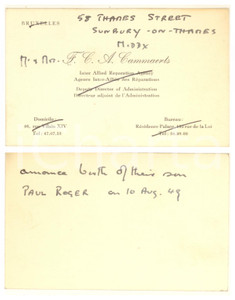 BRUXELLES
58 THAMES STREET
SUNBURY-ON-THAMES
MIDDX
Mr & Mrs F. C. A. Cammaerts
Inter Allied Reparation Agency
Agence Inter-Alliée des Réparations
Deputy Director of Administration
Directeur adjoint de l'Administration
Domicile:
Bureau:
announce birth of their son
PAUL ROGER on 10 Aug. 49